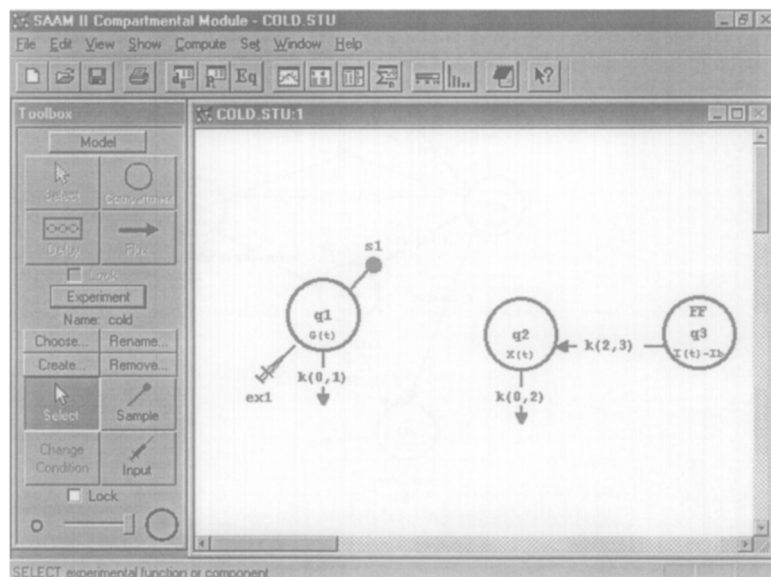 SAAM II Compartmental Module - COLD.STU
File Edit View Show Compute Set Window Help
Eq
Toolbox
COLD.STU:1
Model
Select
Compartment
Delay
Flux
Lock
Experiment
Name: cold
Choose... Rename...
Create... Remove...
Select
Sample
Change
Condition
Input
Lock
s1
q1
G(t)
ex1
k(0,1)
q2
X(t)
k(0,2)
k(2,3)
FF
q3
I(t)-Ib
SELECT experimental function or component